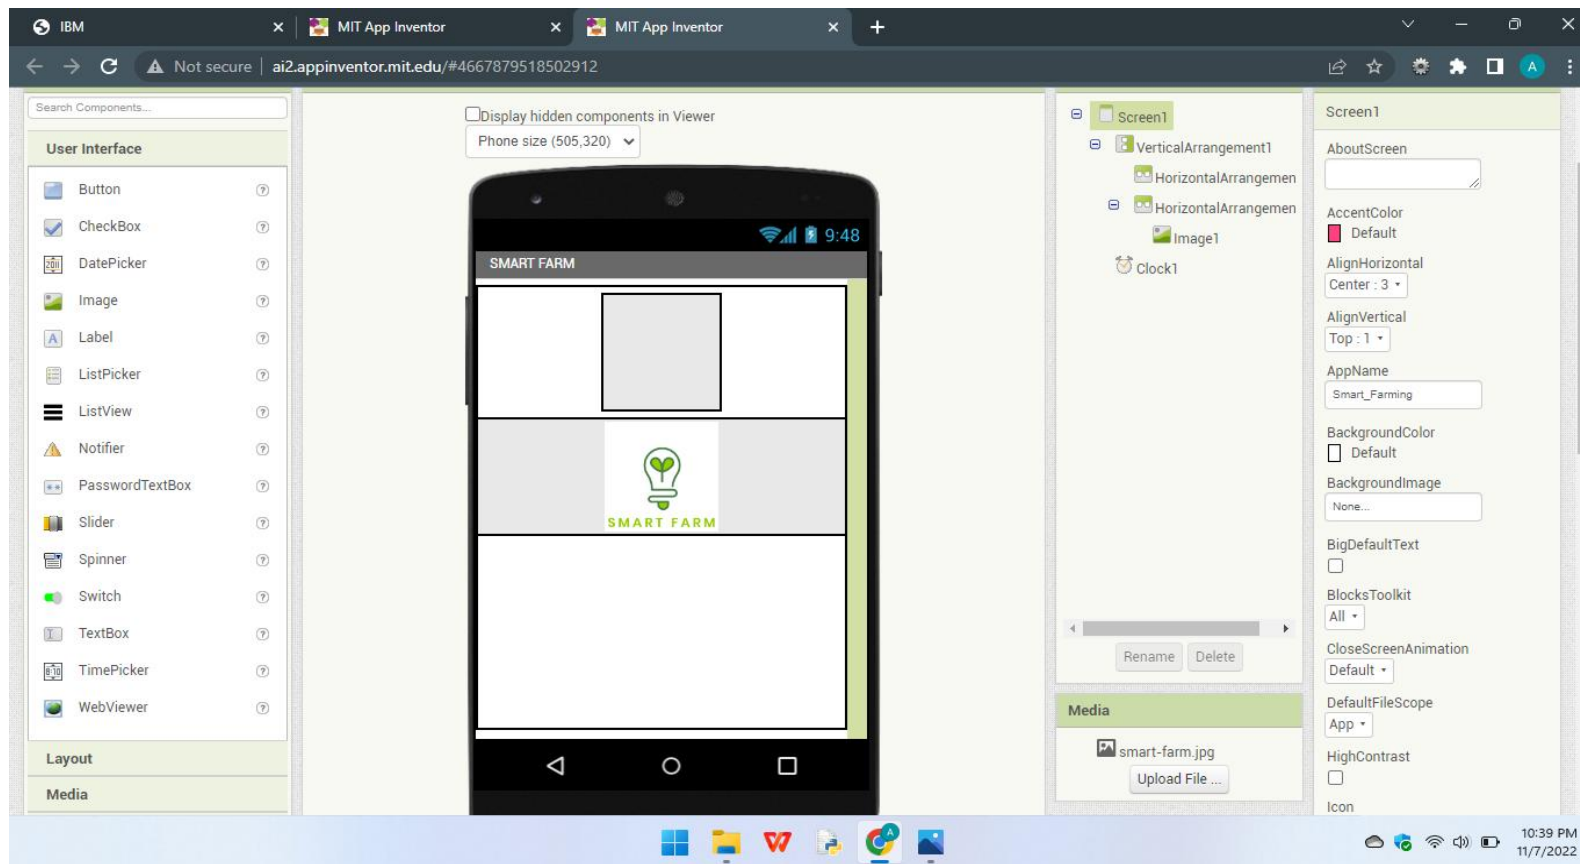 IBM
MIT App Inventor
MIT App Inventor
Not secure
ai2.appinventor.mit.edu/#4667879518502912
A
Search Components...
User Interface
Button
CheckBox
DatePicker
Image
Label
ListPicker
ListView
Notifier
PasswordTextBox
Slider
Spinner
Switch
TextBox
TimePicker
WebViewer
Layout
Media
Display hidden components in Viewer
Phone size (505,320)
9:48
SMART FARM
SMART FARM
Screen1
VerticalArrangement1
HorizontalArrangemen
HorizontalArrangemen
Image1
Clock1
Rename
Delete
Media
smart-farm.jpg
Upload File ...
Screen1
AboutScreen
AccentColor
Default
AlignHorizontal
Center : 3
AlignVertical
Top : 1
AppName
Smart_Farming
BackgroundColor
Default
BackgroundImage
None...
BigDefaultText
BlocksToolkit
All
CloseScreenAnimation
Default
DefaultFileScope
App
HighContrast
Icon
10:39 PM
11/7/2022